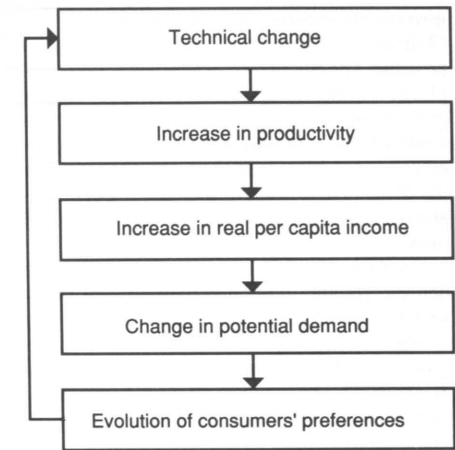 Technical change
Increase in productivity
Increase in real per capita income
Change in potential demand
Evolution of consumers' preferences